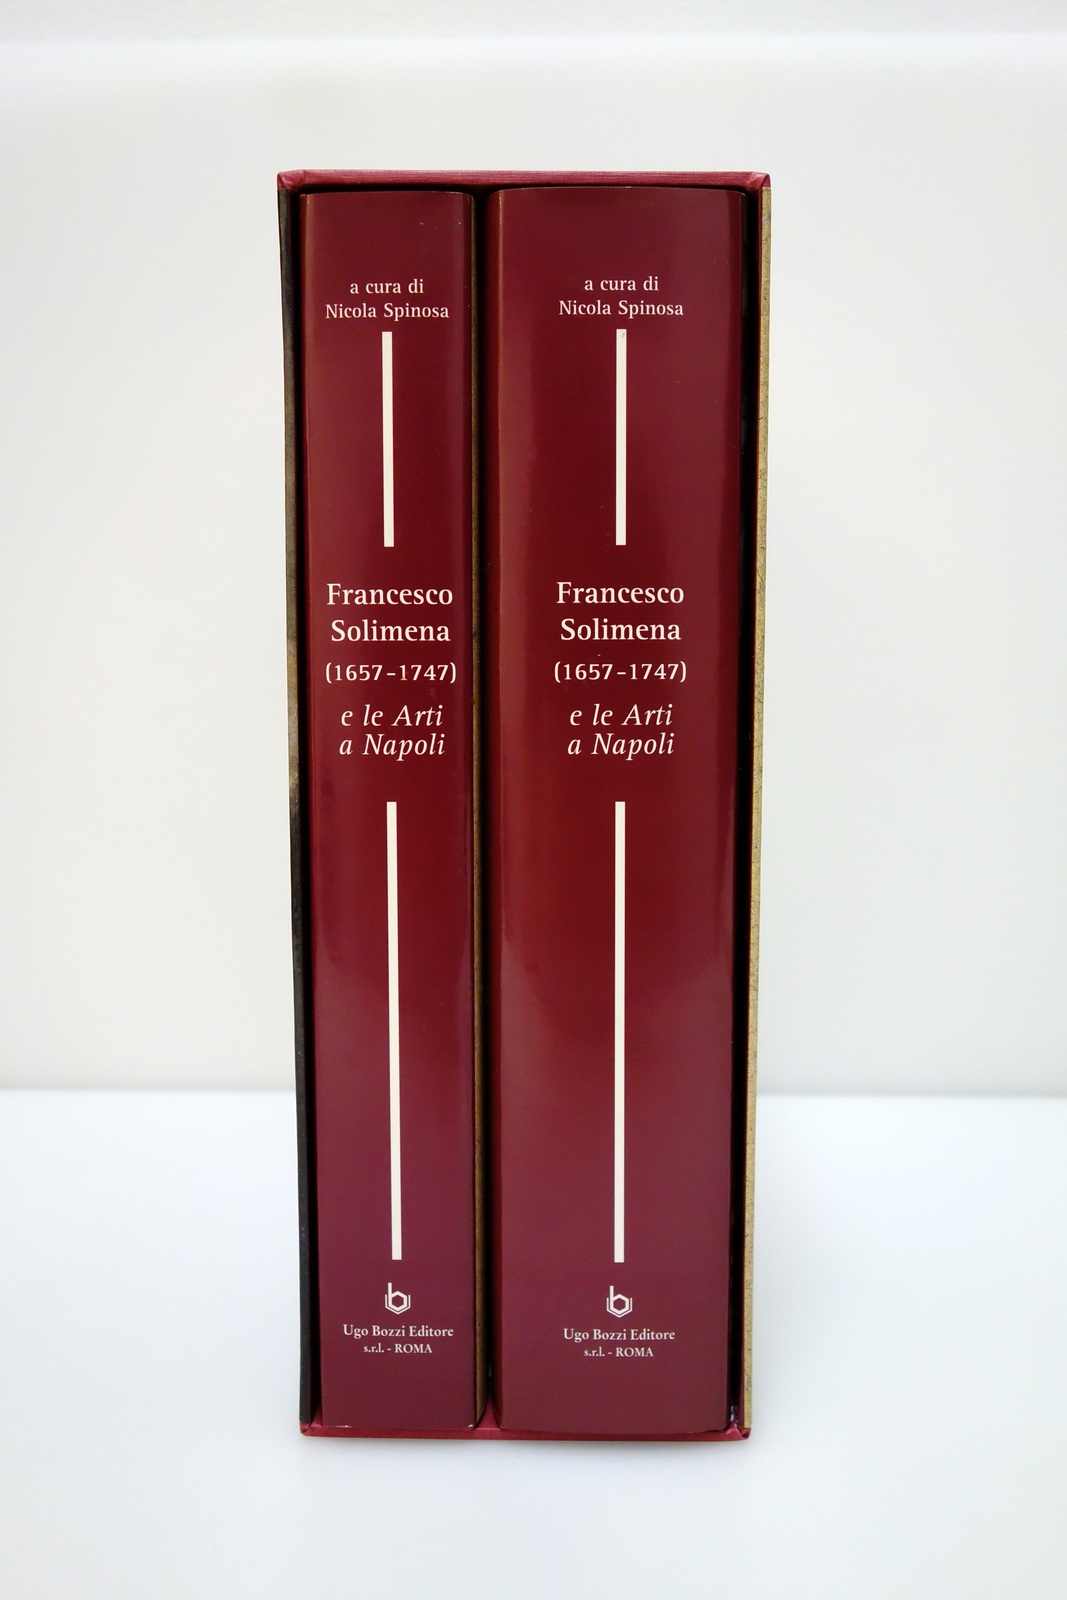 a cura di
Nicola Spinosa
Francesco
Solimena
(1657-1747)
e le Arti
a Napoli
b
Ugo Bozzi Editore
s.r.l. - ROMA
a cura di
Nicola Spinosa
Francesco
Solimena
(1657-1747)
e le Arti
a Napoli
b
Ugo Bozzi Editore
s.r.l. - ROMA